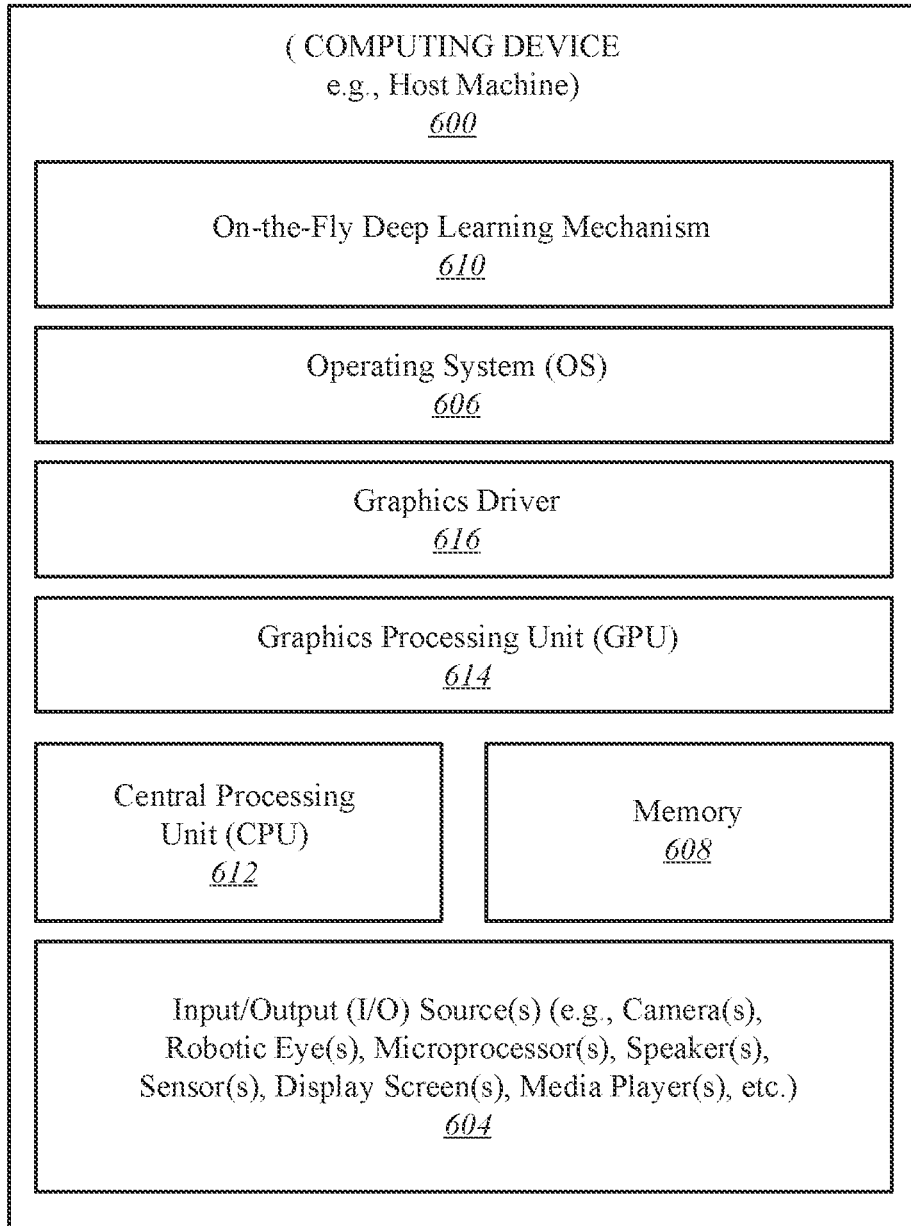 ( COMPUTING DEVICE
e.g., Host Machine)
600
On-the-Fly Deep Learning Mechanism
610
Operating System (OS)
606
Graphics Driver
616
Graphics Processing Unit (GPU)
614
Central Processing
Unit (CPU)
612
Memory
608
Input/Output (I/O) Source(s) (e.g., Camera(s),
Robotic Eye(s), Microprocessor(s), Speaker(s),
Sensor(s), Display Screen(s), Media Player(s), etc.)
604